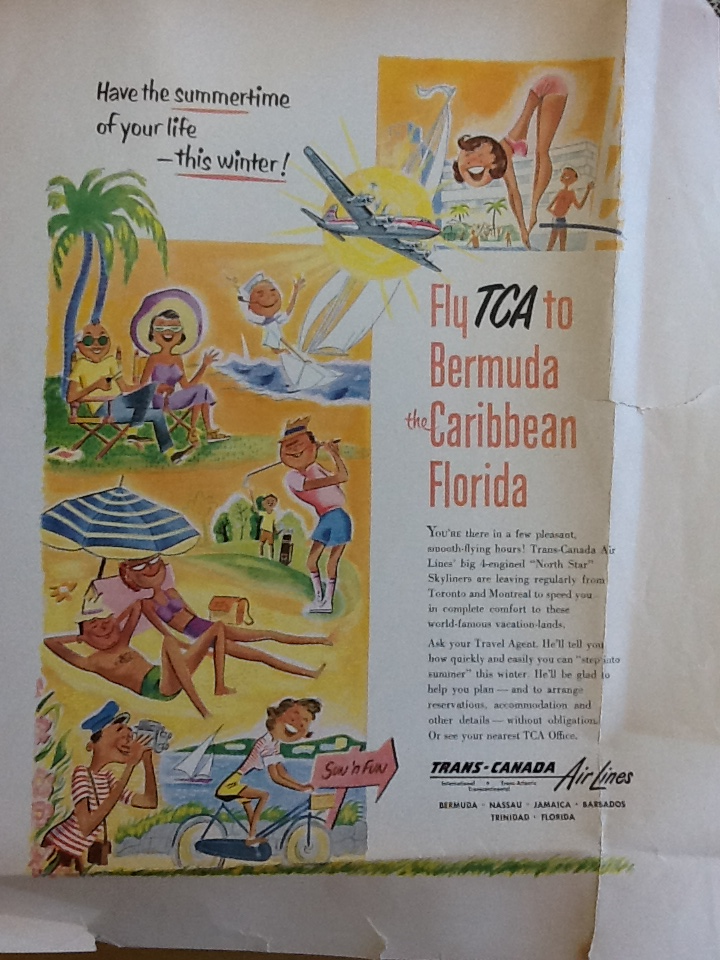 Have the summertime
of your life
—this winter!
Fly TCA to
Bermuda
the Caribbean
Florida
YOU'RE there in a few pleasant,
smooth-flying hours! Trans-Canada Air
Lines' big 4-engined "North Star"
Skyliners are leaving regularly from
Toronto and Montreal to speed you
in complete comfort to these
world-famous vacation-lands.
Ask your Travel Agent. He'll tell you
how quickly and easily you can "step into
summer" this winter. He'll be glad to
help you plan — and to arrange
reservations, accommodation and
other details — without obligation.
Or see your nearest TCA Office.
SUN 'n FUN
TRANS-CANADA Air Lines
International • Trans-Atlantic
Transcontinental
BERMUDA · NASSAU · JAMAICA · BARBADOS
TRINIDAD · FLORIDA